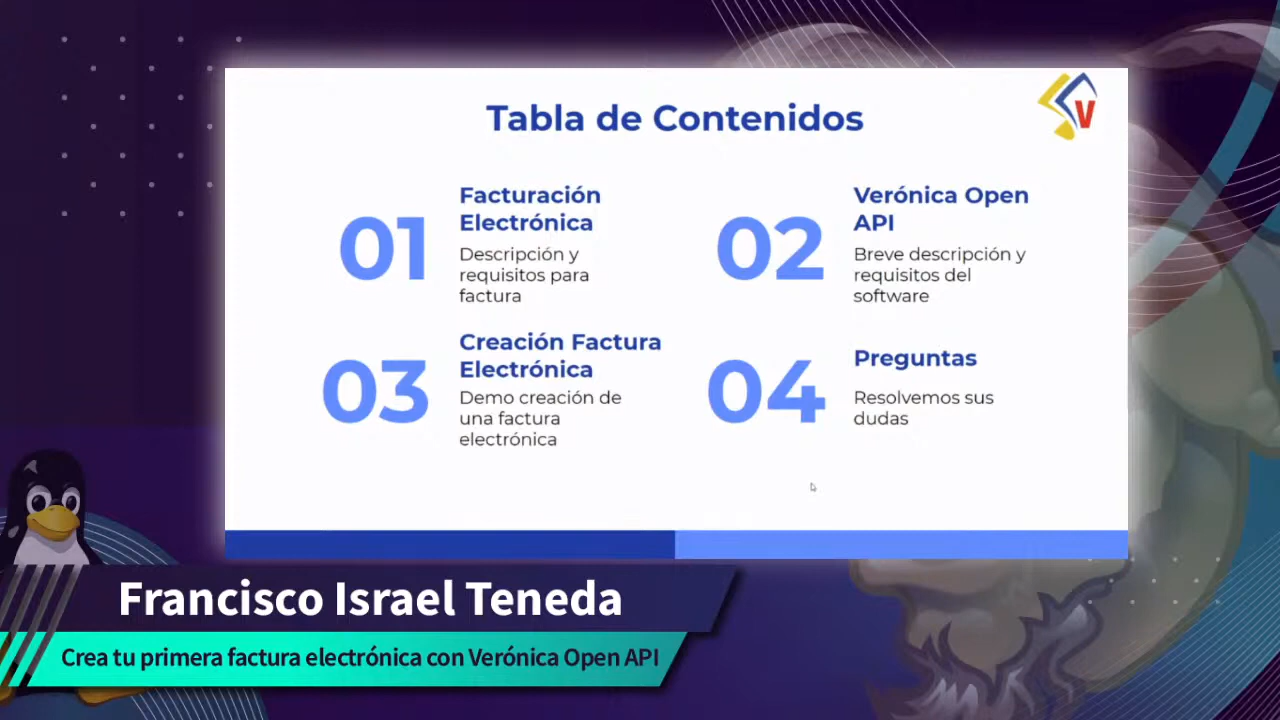 Tabla de Contenidos
V
01
Facturación
Electrónica
Descripción y
requisitos para
factura
02
Verónica Open
API
Breve descripción y
requisitos del
software
03
Creación Factura
Electrónica
Demo creación de
una factura
electrónica
04
Preguntas
Resolvemos sus
dudas
Francisco Israel Teneda
Crea tu primera factura electrónica con Verónica Open API